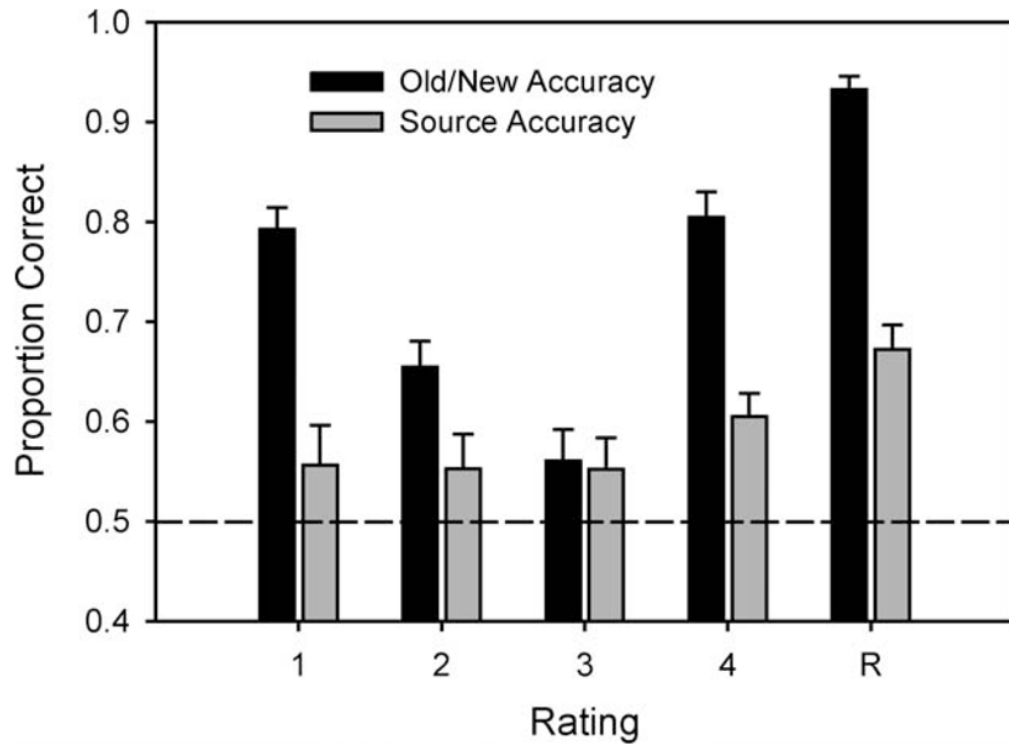 1.0
Old/New Accuracy
0.9
Source Accuracy
0.8
0.7
0.6
0.5
0.4
Proportion Correct
1 2 3 4 R
Rating